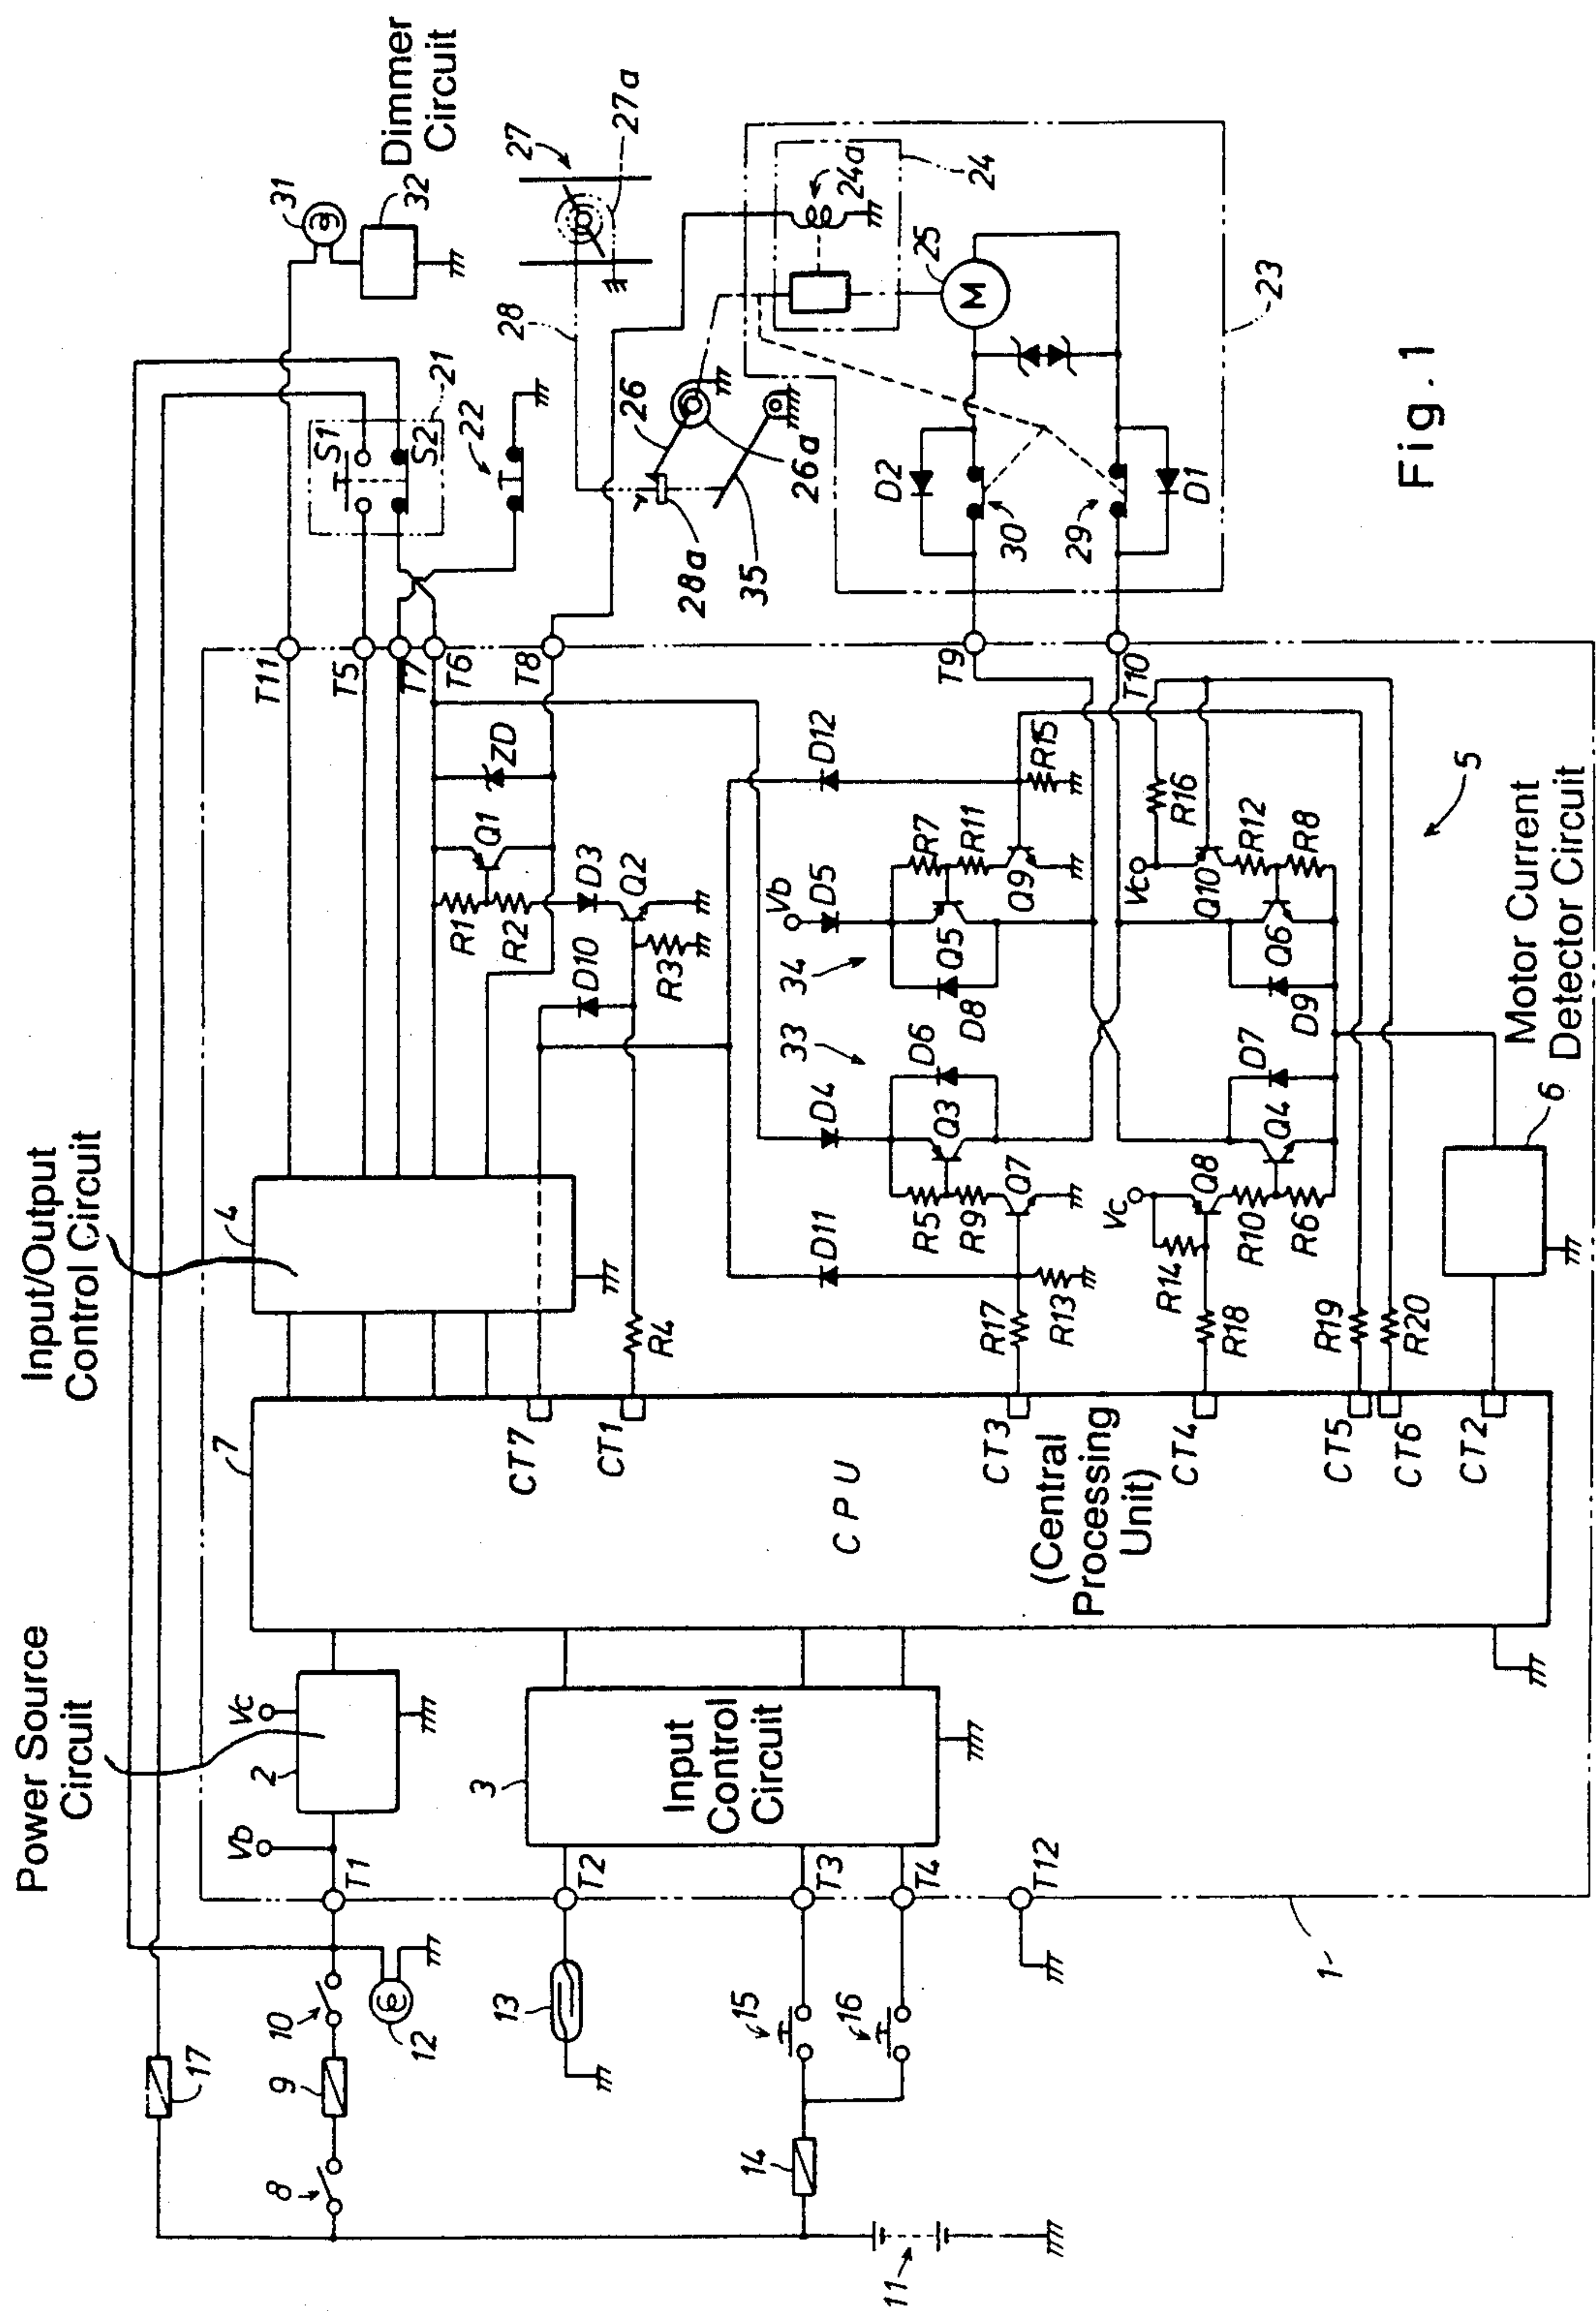 Power Source
Circuit
Input/Output
Control Circuit
Dimmer
Circuit
17
8
9
10
12
Vb
Vc
2
T1
7
4
T11
T5
T7
T6
T8
31
32
S1
S2
21
22
27
27a
28
13
T2
3
Input
Control
Circuit
CT7
CT1
R4
D10
R3
R1
R2
Q1
D3
Q2
ZD
14
15
16
T3
T4
T12
11
1
CPU
(Central
Processing
Unit)
CT3
CT4
CT5
CT6
CT2
R17
R13
D11
R5
R9
Q7
Q3
D4
D6
33
34
Vb
D5
D8
Q5
R7
R11
Q9
D12
R15
R18
R14
Vc
Q8
R10
R6
Q4
D7
D9
Q6
Vc
Q10
R12
R8
R16
R19
R20
T9
T10
6
Motor Current
Detector Circuit
5
26
26a
28a
35
24a
24
25
M
23
D2
30
29
D1
Fig. 1